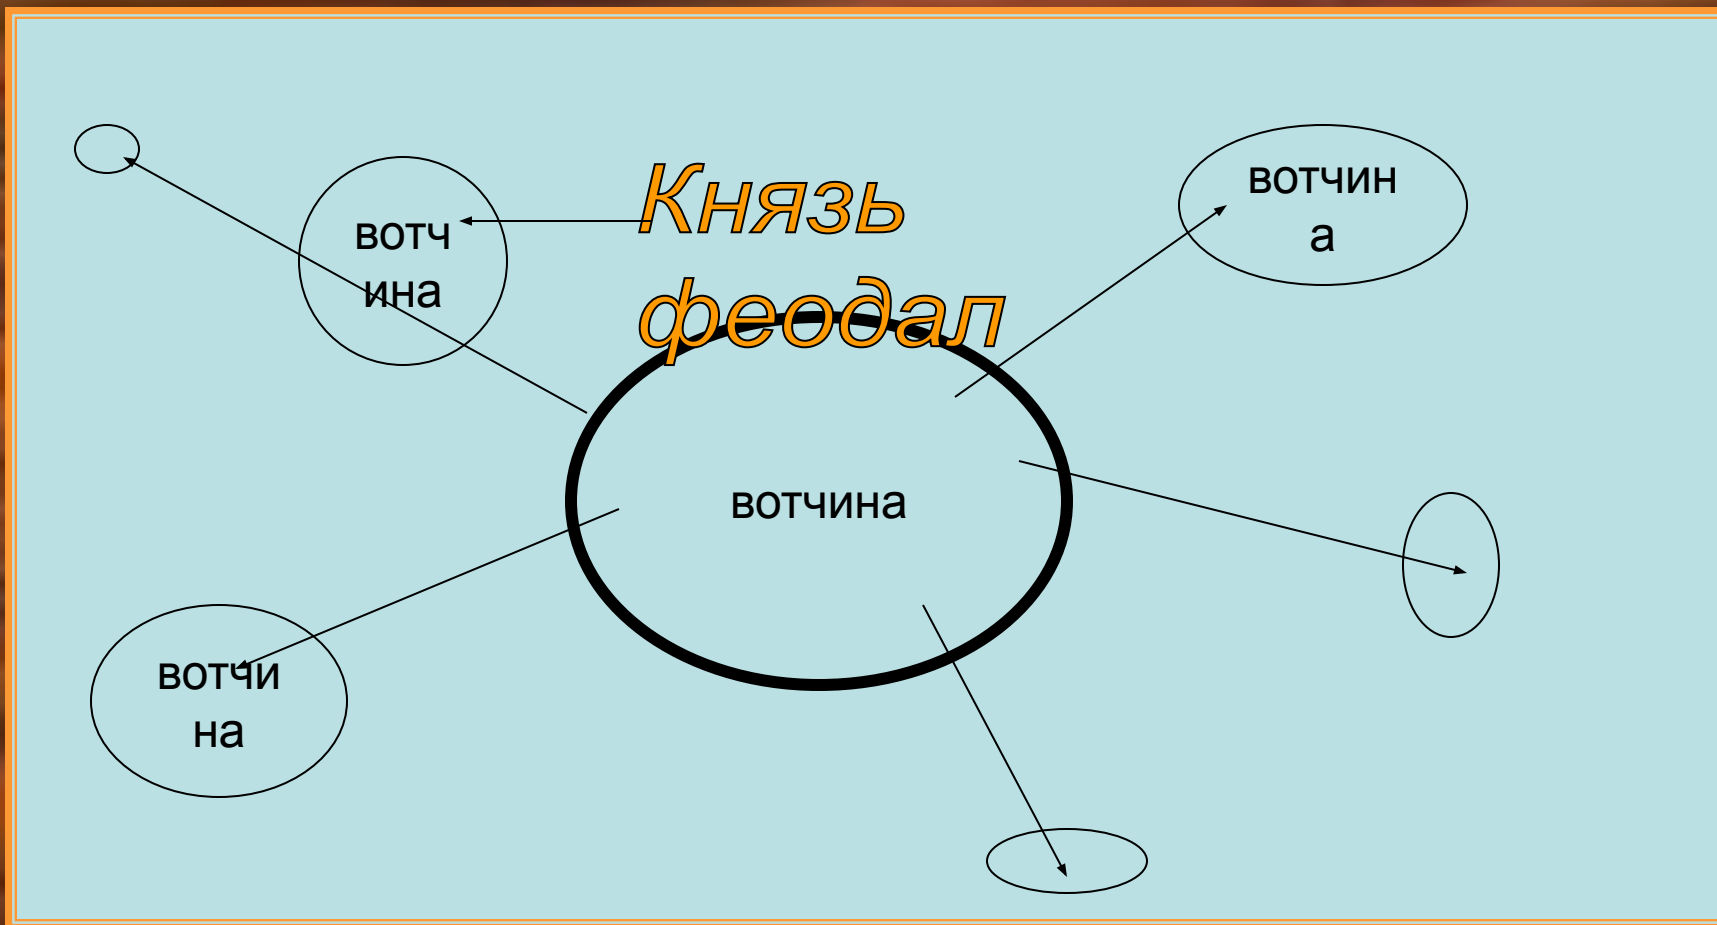 вотч
ина
Князь
феодал
вотчин
а
вотчина
вотчи
на